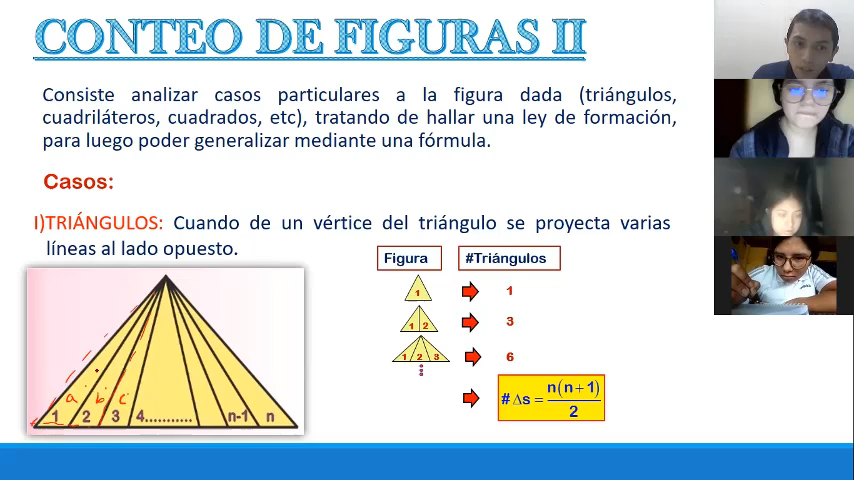 CONTEO DE FIGURAS II
Consiste analizar casos particulares a la figura dada (triángulos,
cuadriláteros, cuadrados, etc), tratando de hallar una ley de formación,
para luego poder generalizar mediante una fórmula.
Casos:
I)TRIÁNGULOS: Cuando de un vértice del triángulo se proyecta varias
líneas al lado opuesto.
Figura #Triángulos
1 1
1 2 3
1 2 3 6
# ∆s = n(n+1)
2
a b c
1 2 3 4........... n-1 n